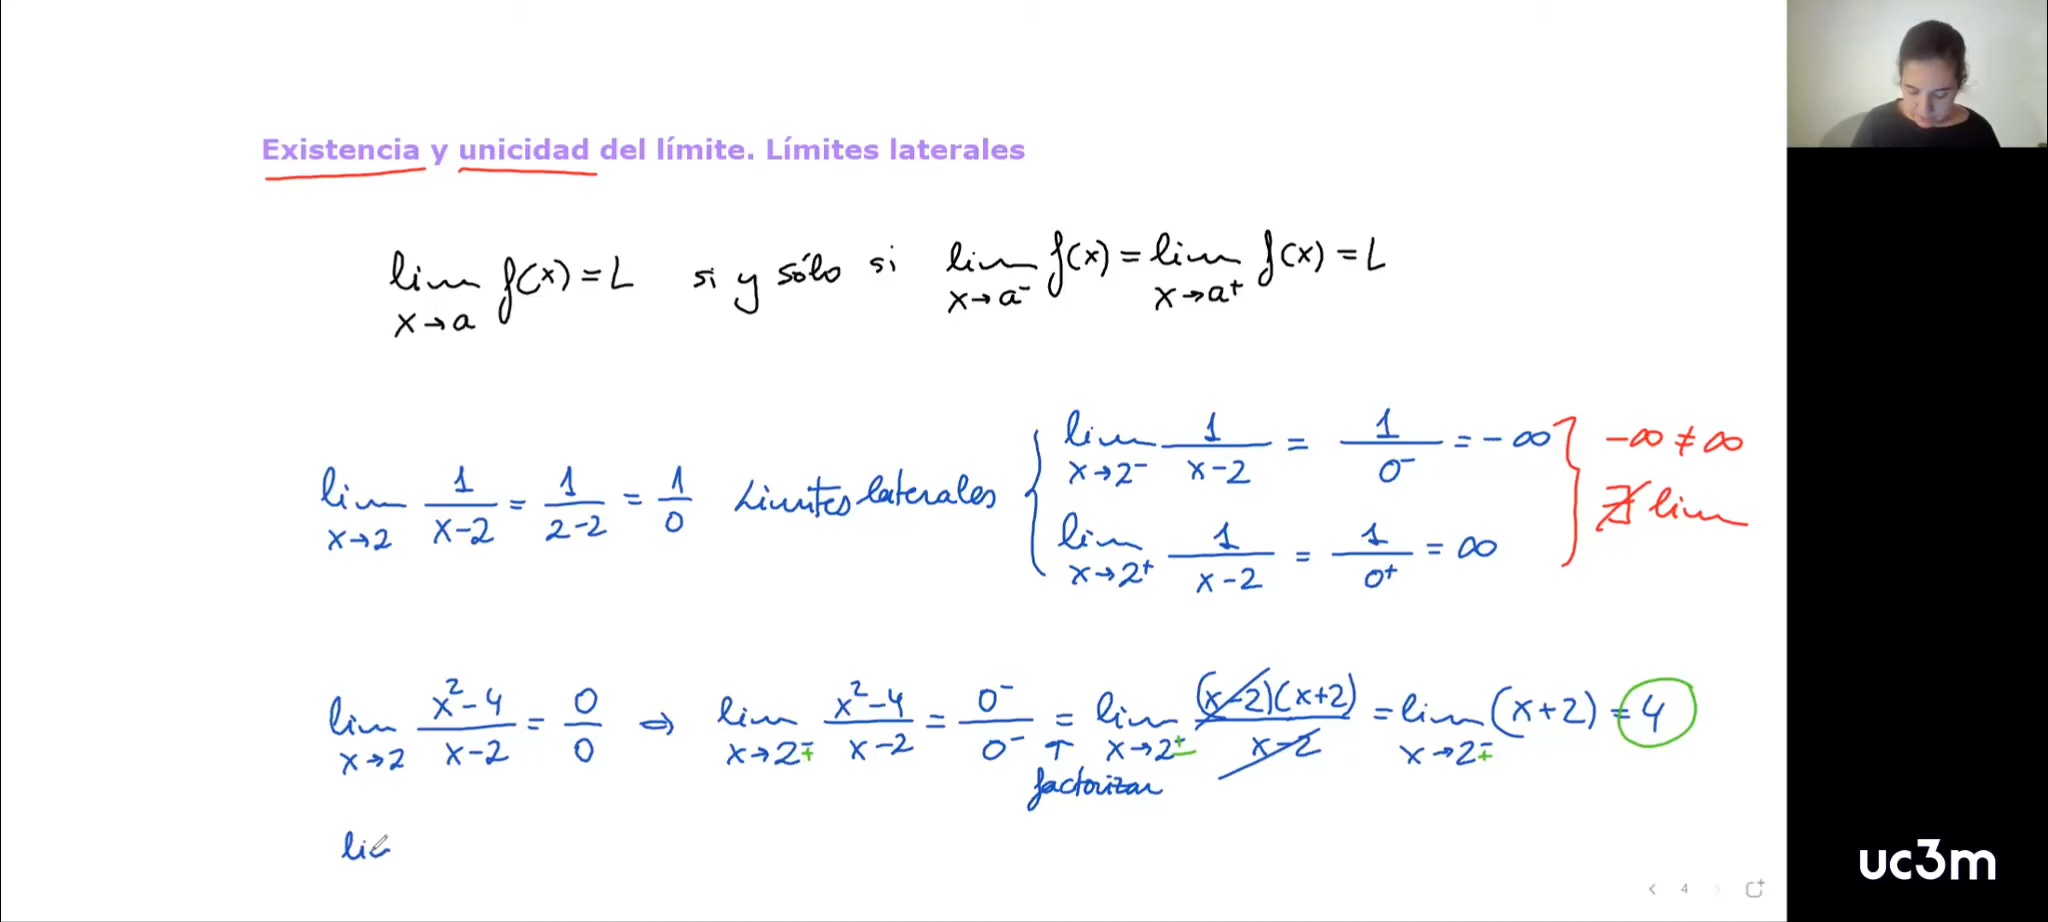 Existencia y unicidad del límite. Límites laterales
lim f(x) = L si y sólo si lim f(x) = lim f(x) = L
x→a x→a⁻ x→a⁺
lim 1/(x-2) = 1/(2-2) = 1/0 Límites laterales
x→2
lim 1/(x-2) = 1/0⁻ = -∞
x→2⁻
lim 1/(x-2) = 1/0⁺ = ∞
x→2⁺
-∞ ≠ ∞
∄ lim
lim (x²-4)/(x-2) = 0/0 ⇒ lim (x²-4)/(x-2) = 0⁻/0⁻ = lim (x-2)(x+2)/(x-2) = lim (x+2) = 4
x→2 x→2∓ ↑ x→2± x→2∓
factorizar
li
uc3m
< 4 >